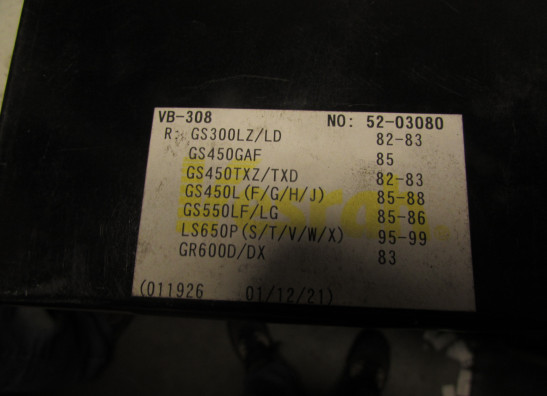 VB-308 NO: 52-03080
R: GS300LZ/LD 82-83
GS450GAF 85
GS450TXZ/TXD 82-83
GS450L(F/G/H/J) 85-88
GS550LF/LG 85-86
LS650P(S/T/V/W/X) 95-99
GR600D/DX 83
(011926 01/12/21)